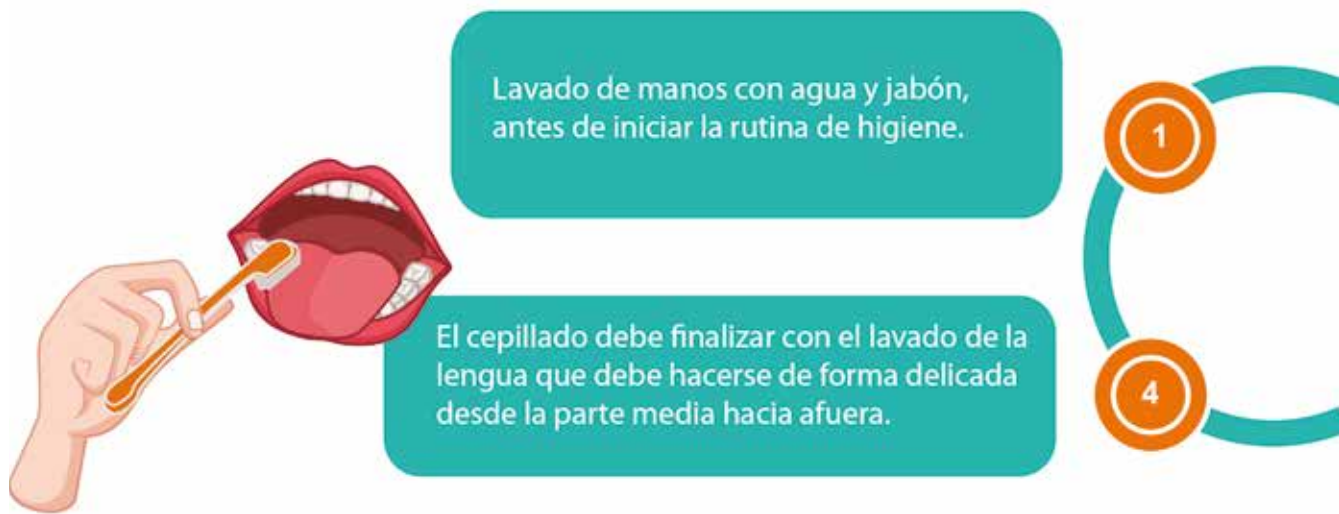 Lavado de manos con agua y jabón,
antes de iniciar la rutina de higiene.
1
El cepillado debe finalizar con el lavado de la
lengua que debe hacerse de forma delicada
desde la parte media hacia afuera.
4